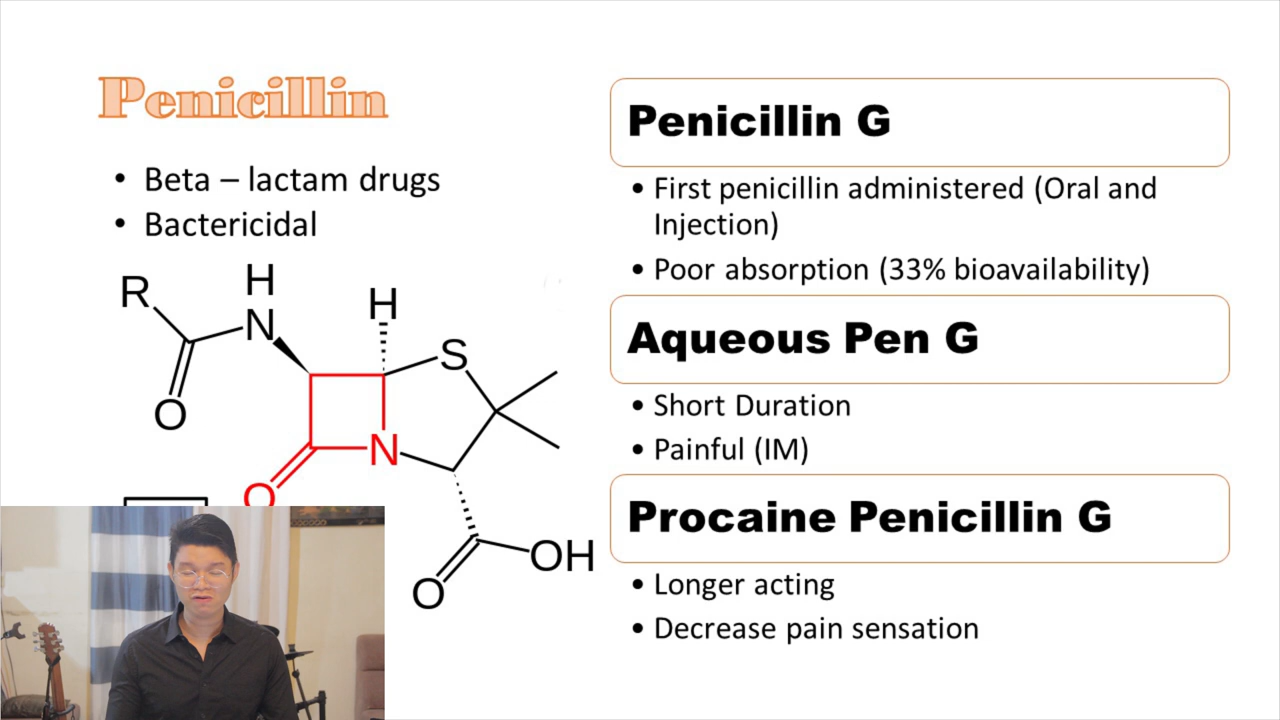 Penicillin
• Beta – lactam drugs
• Bactericidal
R
H
N
O
H
S
N
O
O
OH
Penicillin G
• First penicillin administered (Oral and
Injection)
• Poor absorption (33% bioavailability)
Aqueous Pen G
• Short Duration
• Painful (IM)
Procaine Penicillin G
• Longer acting
• Decrease pain sensation